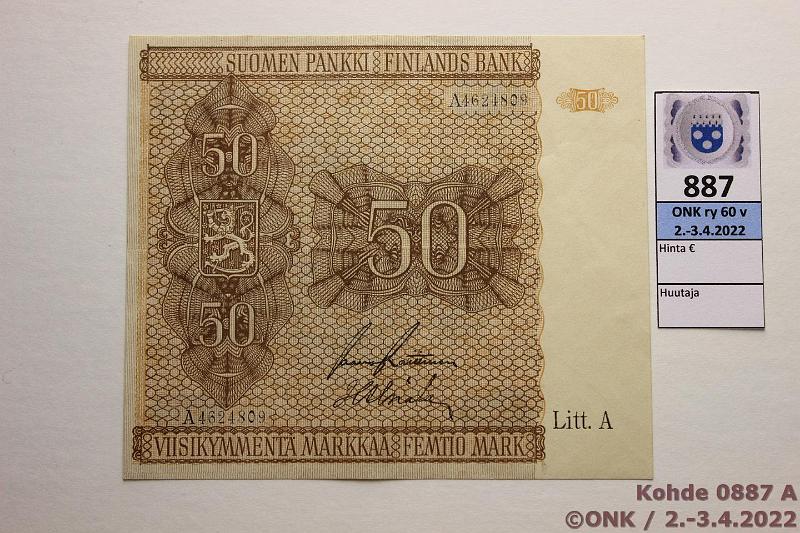 SUOMEN PANKKI FINLANDS BANK
A4624809
50
50
50
50
A4624809
VIISIKYMMENTÄ MARKKAA FEMTIO MARK
Litt. A
887
ONK ry 60 v
2.-3.4.2022
Hinta €
Huutaja
Kohde 0887 A
©ONK / 2.-3.4.2022